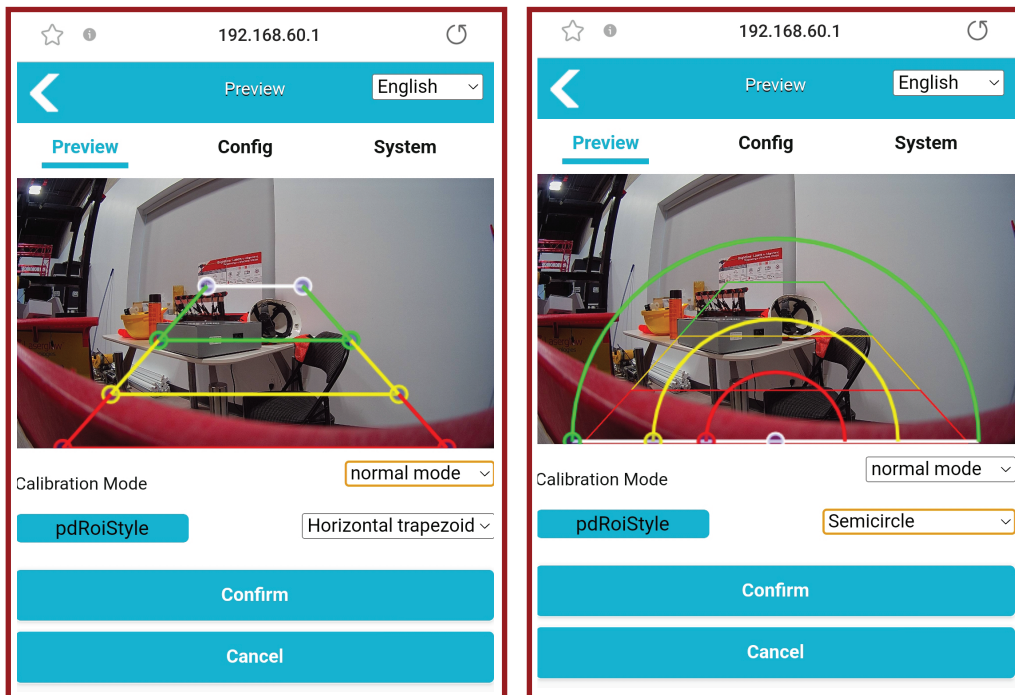 192.168.60.1
Preview
English
Preview Config System
Calibration Mode
normal mode
pdRoiStyle
Horizontal trapezoid
Confirm
Cancel
192.168.60.1
Preview
English
Preview Config System
Calibration Mode
normal mode
pdRoiStyle
Semicircle
Confirm
Cancel